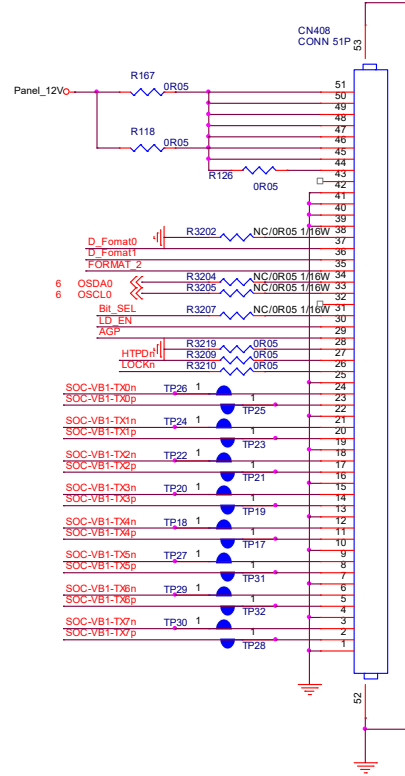 CN408
CONN 51P
53
R167
0R05
Panel_12V
51
50
49
48
R118
0R05
47
46
45
44
R126
0R05
43
42
41
40
39
R3202
NC/0R05 1/16W
38
D_Fomat0
37
D_Fomat1
36
FORMAT_2
35
6 OSDA0
R3204
NC/0R05 1/16W
34
6 OSCL0
R3205
NC/0R05 1/16W
33
32
Bit_SEL
R3207
NC/0R05 1/16W
31
LD_EN
30
AGP
29
R3219
0R05
28
HTPDn
R3209
0R05
27
LOCKn
R3210
0R05
26
25
SOC-VB1-TX0n
TP26
1
24
SOC-VB1-TX0p
1
TP25
23
22
SOC-VB1-TX1n
TP24
1
21
SOC-VB1-TX1p
1
TP23
20
19
SOC-VB1-TX2n
TP22
1
18
SOC-VB1-TX2p
1
TP21
17
16
SOC-VB1-TX3n
TP20
1
15
SOC-VB1-TX3p
1
TP19
14
13
SOC-VB1-TX4n
TP18
1
12
SOC-VB1-TX4p
1
TP17
11
10
SOC-VB1-TX5n
TP27
1
9
SOC-VB1-TX5p
1
TP31
8
7
SOC-VB1-TX6n
TP29
1
6
SOC-VB1-TX6p
1
TP32
5
4
SOC-VB1-TX7n
TP30
1
3
SOC-VB1-TX7p
1
TP28
2
1
52